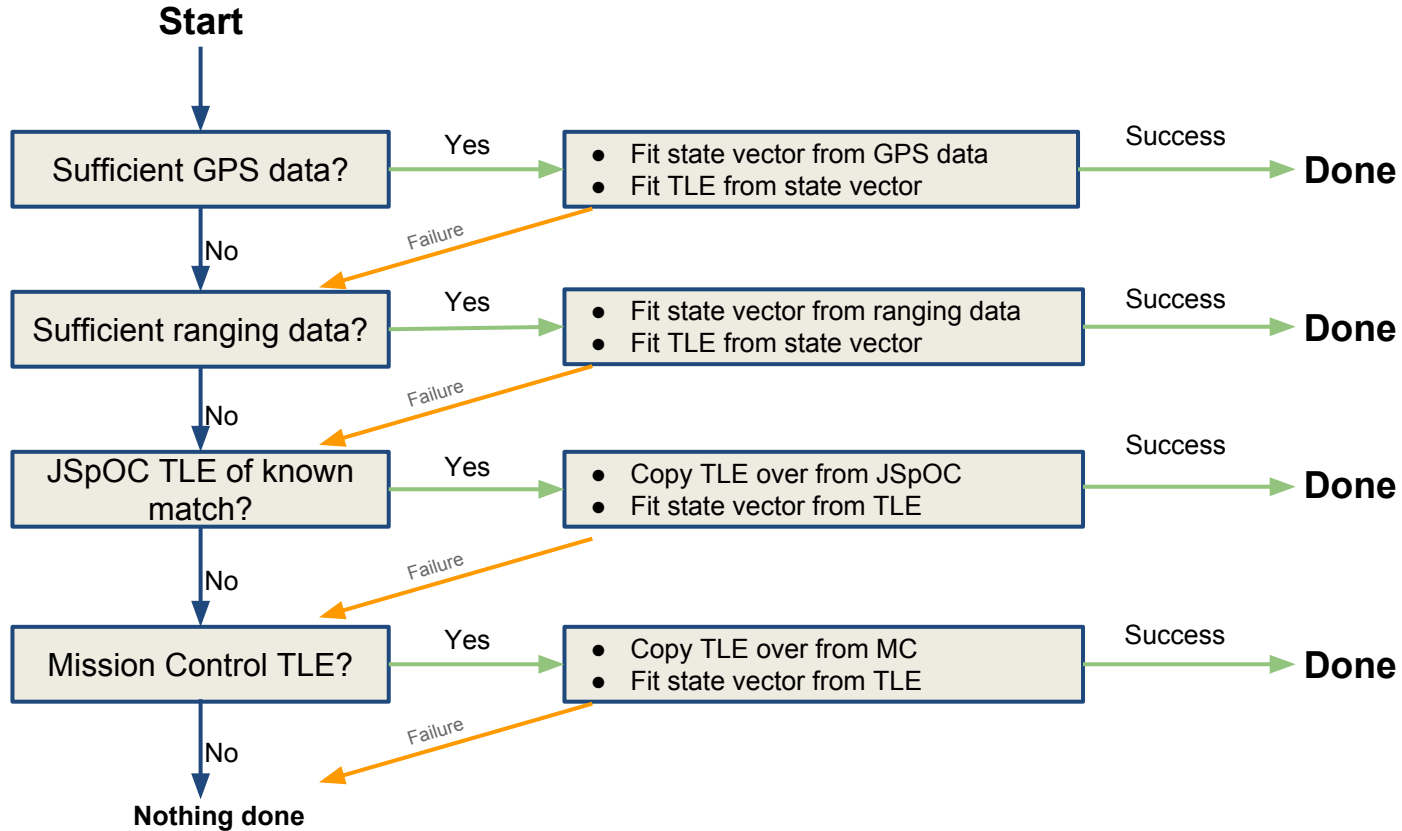 Start
Sufficient GPS data?
Yes
● Fit state vector from GPS data
● Fit TLE from state vector
Success
Done
No
Failure
Sufficient ranging data?
Yes
● Fit state vector from ranging data
● Fit TLE from state vector
Success
Done
No
Failure
JSpOC TLE of known
match?
Yes
● Copy TLE over from JSpOC
● Fit state vector from TLE
Success
Done
No
Failure
Mission Control TLE?
Yes
● Copy TLE over from MC
● Fit state vector from TLE
Success
Done
No
Failure
Nothing done